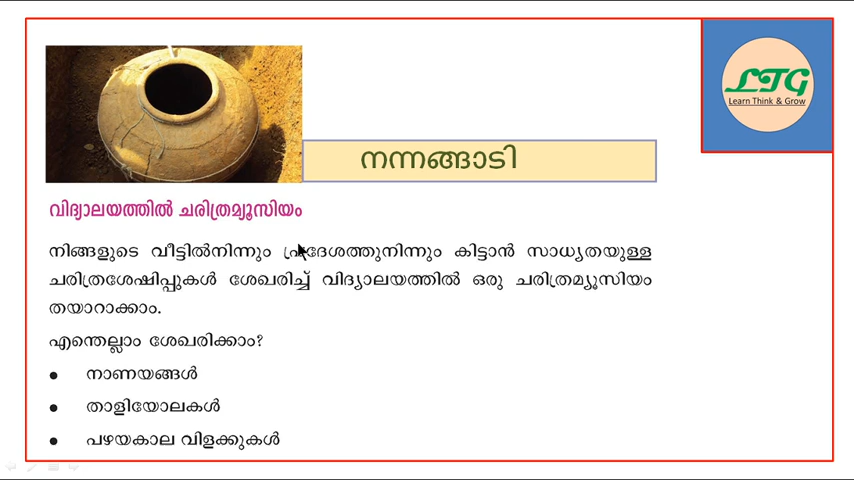 LTG
Learn Think & Grow
നന്നങ്ങാടി
വിദ്യാലയത്തിൽ ചരിത്രമ്യൂസിയം
നിങ്ങളുടെ വീട്ടിൽനിന്നും പ്രദേശത്തുനിന്നും കിട്ടാൻ സാധ്യതയുള്ള
ചരിത്രശേഷിപ്പുകൾ ശേഖരിച്ച് വിദ്യാലയത്തിൽ ഒരു ചരിത്രമ്യൂസിയം
തയാറാക്കാം.
എന്തെല്ലാം ശേഖരിക്കാം?
• നാണയങ്ങൾ
• താളിയോലകൾ
• പഴയകാല വിളക്കുകൾ